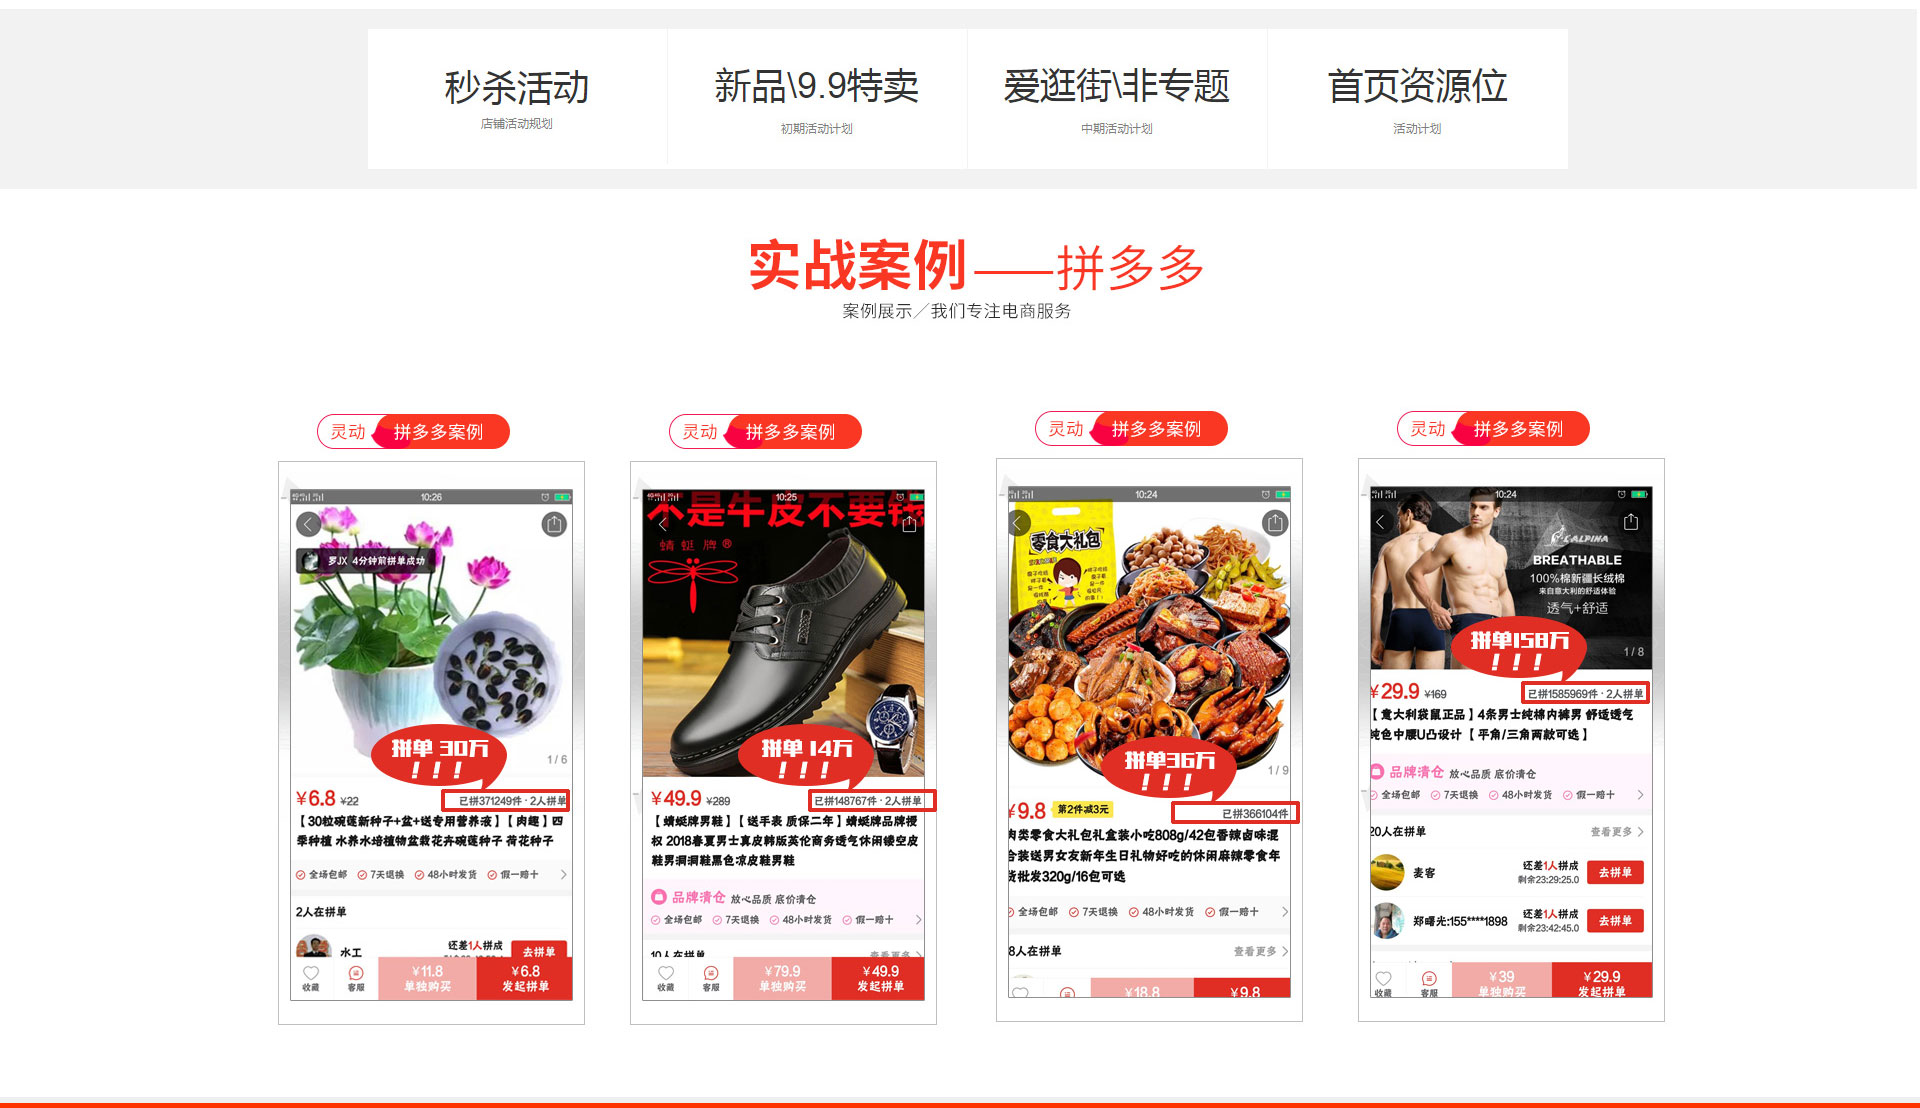 秒杀活动
店铺活动规划
新品\9.9特卖
初期活动计划
爱逛街\非专题
中期活动计划
首页资源位
活动计划
实战案例——拼多多
案例展示／我们专注电商服务
灵动 拼多多案例
10:26
罗JX 4分钟前拼单成功
拼单 30万
！！！
1 / 6
¥6.8 ¥22
已拼371249件 · 2人拼单
【30粒碗莲新种子+盆+送专用营养液】【肉趣】四
季种植 水养水培植物盆栽花卉碗莲种子 荷花种子
全场包邮 7天退换 48小时发货 假一赔十
2人在拼单
水工
还差1人拼成
去拼单
收藏
客服
¥11.8
单独购买
¥6.8
发起拼单
灵动 拼多多案例
10:25
不是牛皮不要钱
蜻蜓牌®
拼单 14万
！！！
¥49.9 ¥289
已拼148767件 · 2人拼单
【蜻蜓牌男鞋】【送手表 质保二年】蜻蜓牌品牌授
权 2018春夏男士真皮韩版英伦商务透气休闲镂空皮
鞋男洞洞鞋黑色凉皮鞋男鞋
品牌清仓 放心品质 底价清仓
全场包邮 7天退换 48小时发货 假一赔十
10人在拼单
查看更多
收藏
客服
¥79.9
单独购买
¥49.9
发起拼单
灵动 拼多多案例
10:24
零食大礼包
拼单36万
！！！
1 / 9
¥9.8 第2件减3元
已拼366104件
肉类零食大礼包礼盒装小吃808g/42包香辣卤味混
合装送男女友新年生日礼物好吃的休闲麻辣零食年
货批发320g/16包可选
全场包邮 7天退换 48小时发货 假一赔十
8人在拼单
查看更多
¥18.8
¥9.8
灵动 拼多多案例
10:24
ALPINA
BREATHABLE
100%棉新疆长绒棉
来自意大利的舒适体验
透气+舒适
拼单158万
！！！
1 / 8
¥29.9 ¥169
已拼1585969件 · 2人拼单
【意大利袋鼠正品】4条男士纯棉内裤男 舒适透气
纯色中腰U凸设计 【平角/三角两款可选】
品牌清仓 放心品质 底价清仓
全场包邮 7天退换 48小时发货 假一赔十
20人在拼单
查看更多
麦客
还差1人拼成
剩余23:29:25.0
去拼单
郑曙光:155****1898
还差1人拼成
剩余23:42:45.0
去拼单
收藏
客服
¥39
单独购买
¥29.9
发起拼单